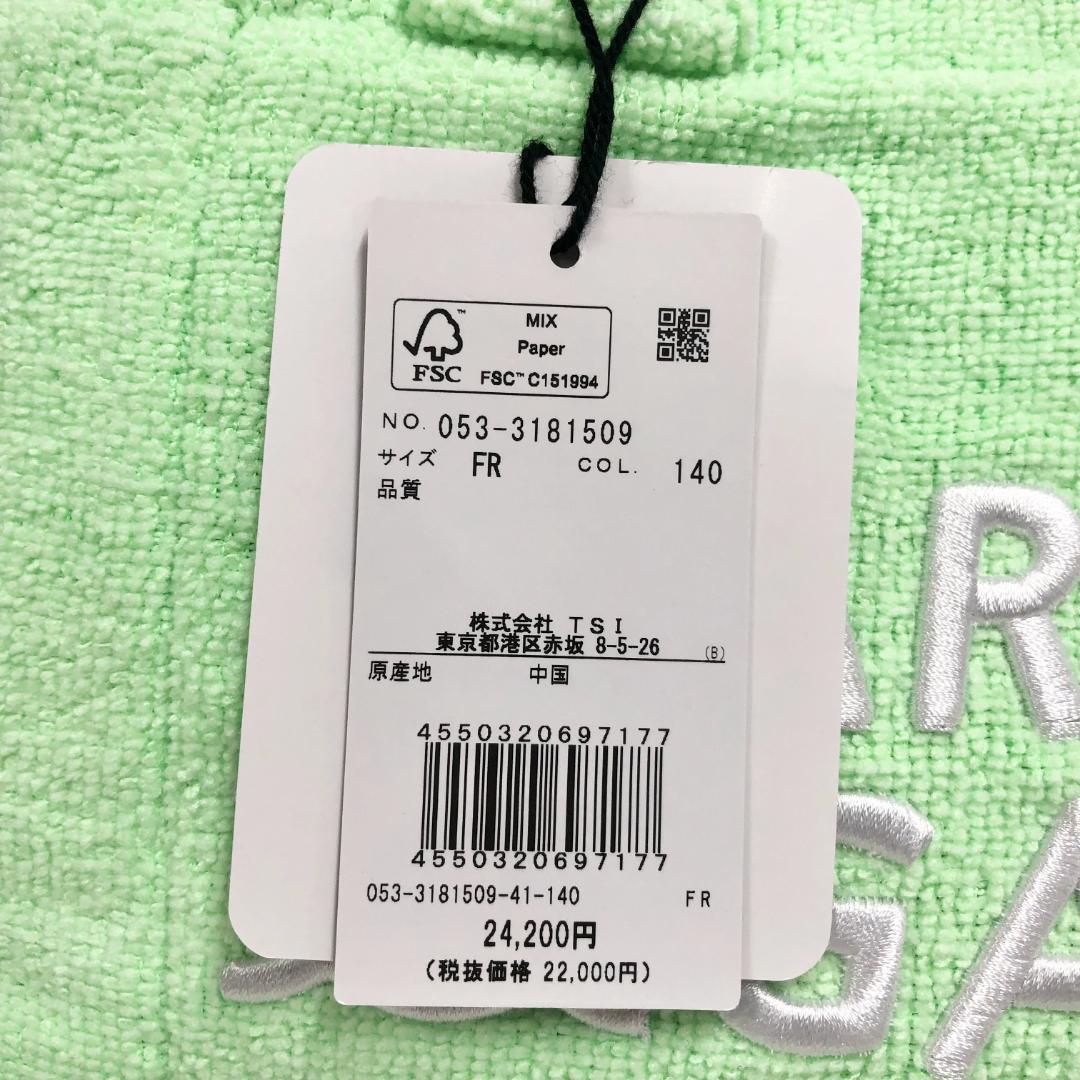 MIX
Paper
FSC™ C151994
FSC
NO. 053-3181509
サイズ FR COL. 140
品質
株式会社 TSI
東京都港区赤坂 8-5-26 (B)
原産地 中国
4550320697177
4550320697177
053-3181509-41-140 FR
24,200円
(税抜価格 22,000円)
AR
GA